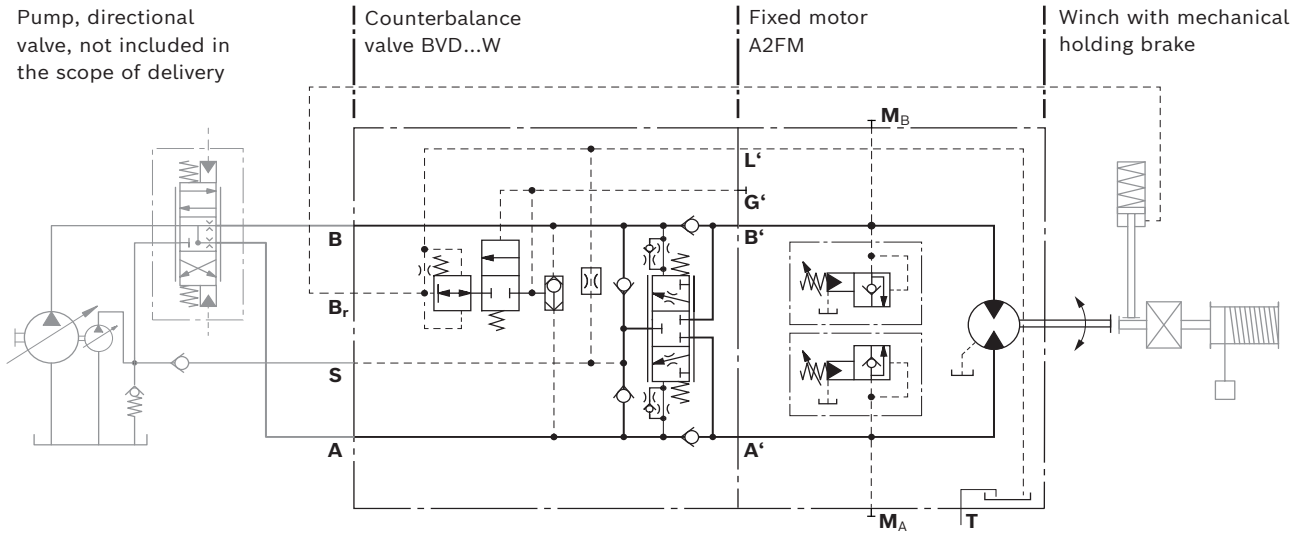 Pump, directional
valve, not included in
the scope of delivery
Counterbalance
valve BVD...W
Fixed motor
A2FM
Winch with mechanical
holding brake
MB
L‘
G‘
B
B‘
Br
S
A
A‘
MA
T